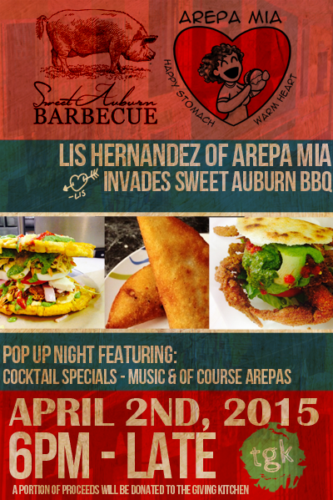 AREPA MIA
HAPPY STOMACH
WARM HEART
Sweet Auburn
BARBECUE
LIS HERNANDEZ OF AREPA MIA
INVADES SWEET AUBURN BBQ
-LIS
POP UP NIGHT FEATURING:
COCKTAIL SPECIALS - MUSIC & OF COURSE AREPAS
APRIL 2ND, 2015
6PM - LATE
tgk
A PORTION OF PROCEEDS WILL BE DONATED TO THE GIVING KITCHEN